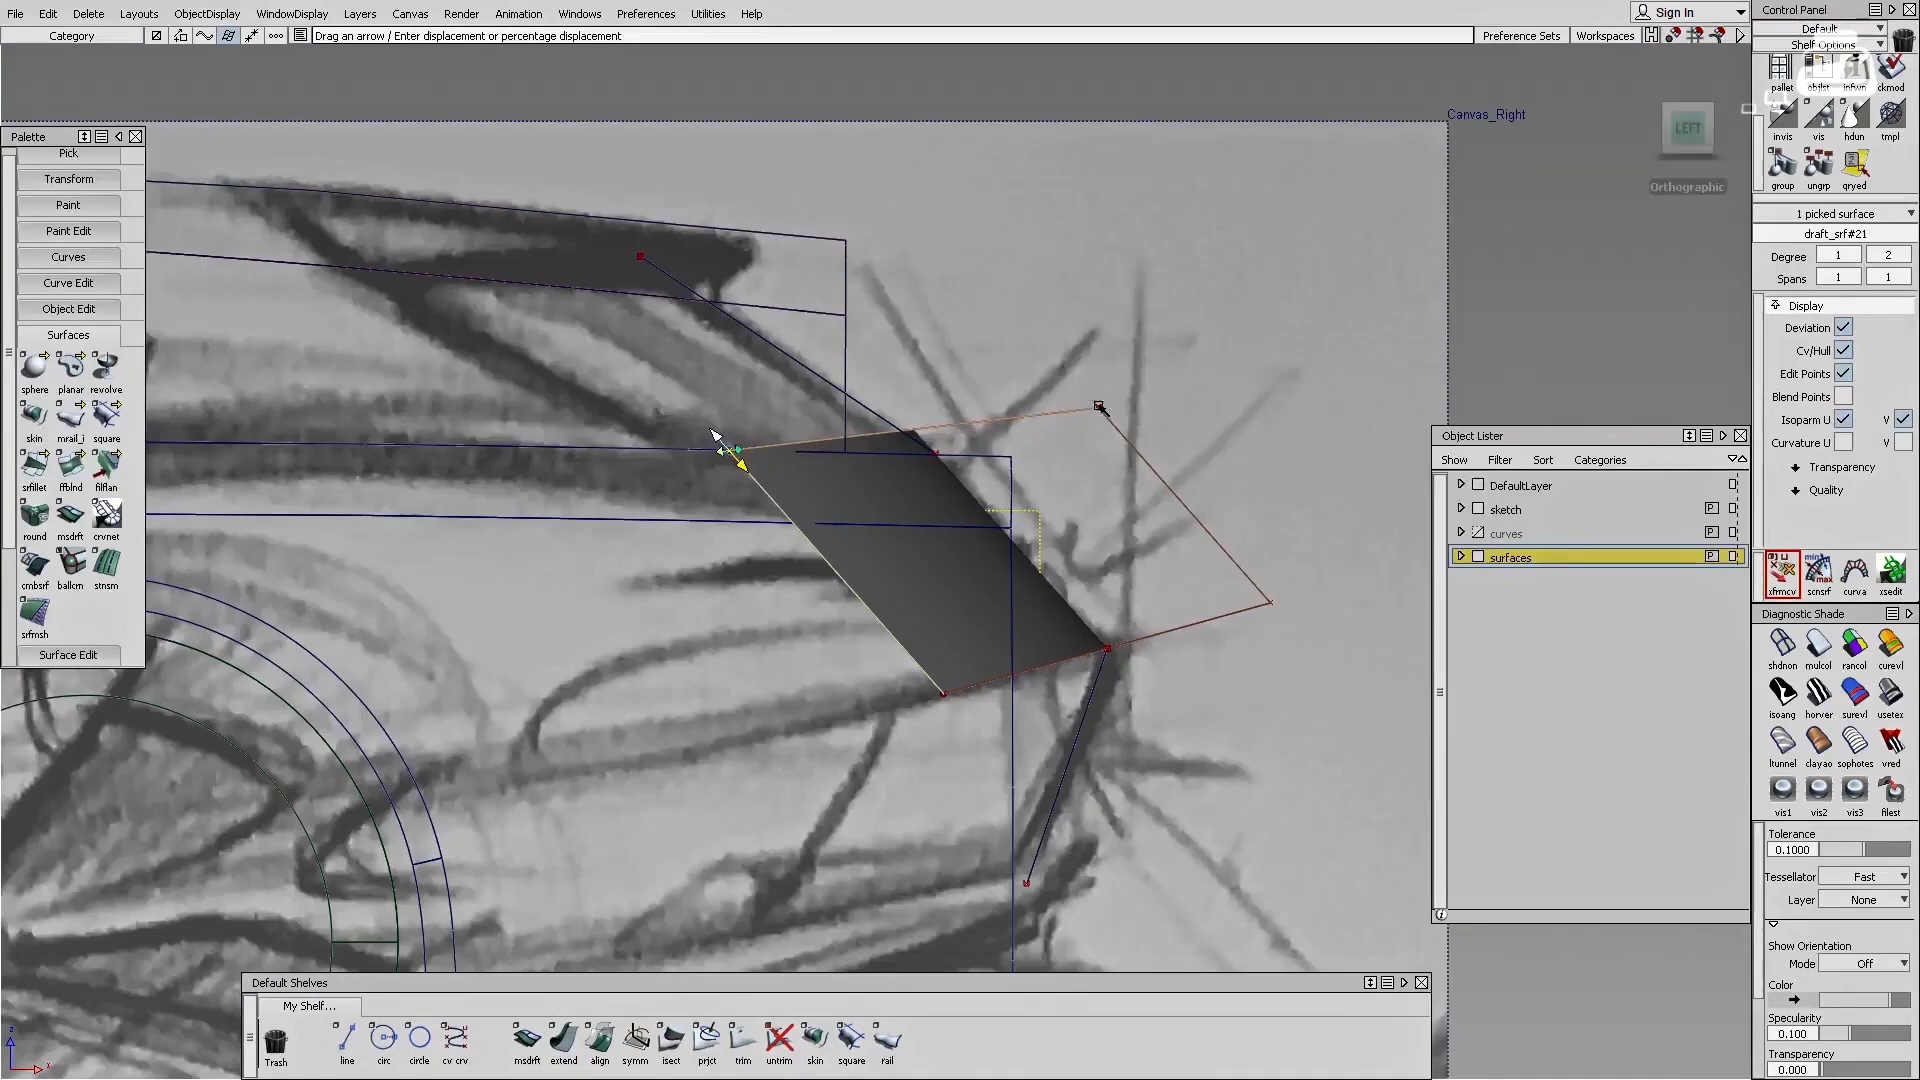 File Edit Delete Layouts ObjectDisplay WindowDisplay Layers Canvas Render Animation Windows Preferences Utilities Help
Sign In
Category
Drag an arrow / Enter displacement or percentage displacement
Preference Sets Workspaces
Control Panel
Default
Shelf Options
pallet objlst infwn ckmod
invis vis hdun tmpl
group ungrp qryed
1 picked surface
draft_srf#21
Degree 1 2
Spans 1 1
Display
Deviation
Cv/Hull
Edit Points
Blend Points
Isoparm U V
Curvature U V
Transparency
Quality
xfrmcv scnsrf curva xsedit
Diagnostic Shade
shdnon mulcol rancol curevl
isoang horver surevl usetex
ltunnel clayao sophotes vred
vis1 vis2 vis3 filest
Tolerance
0.1000
Tessellator Fast
Layer None
Show Orientation
Mode Off
Color
Specularity
0.100
Transparency
0.000
Canvas_Right
LEFT
Orthographic
Palette
Pick
Transform
Paint
Paint Edit
Curves
Curve Edit
Object Edit
Surfaces
sphere planar revolve
skin mrail_i square
srfillet ffblnd filflan
round msdrft crvnet
cmbsrf ballcrn stnsm
srfmsh
Surface Edit
Object Lister
Show Filter Sort Categories
DefaultLayer
sketch P
curves P
surfaces P
Default Shelves
My Shelf...
Trash line circ circle cv crv msdrft extend align symm isect prjct trim untrim skin square rail
z
x